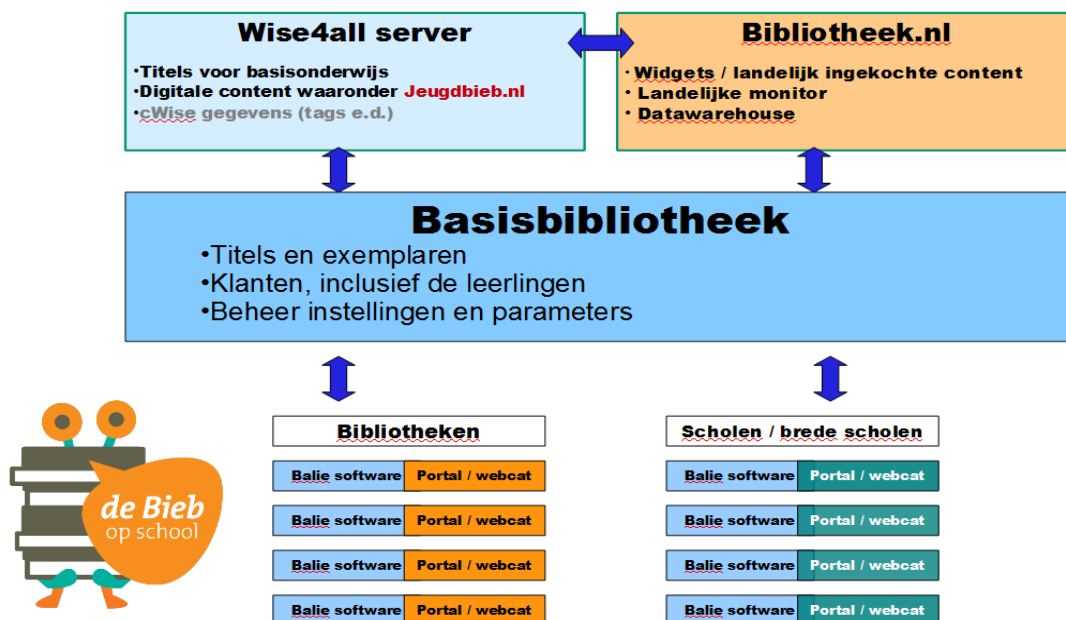 Wise4all server
•Titels voor basisonderwijs
•Digitale content waaronder Jeugdbieb.nl
•cWise gegevens (tags e.d.)
Bibliotheek.nl
• Widgets / landelijk ingekochte content
• Landelijke monitor
• Datawarehouse
Basisbibliotheek
•Titels en exemplaren
•Klanten, inclusief de leerlingen
•Beheer instellingen en parameters
de Bieb
op school
Bibliotheken
Balie software Portal / webcat
Balie software Portal / webcat
Balie software Portal / webcat
Balie software Portal / webcat
Scholen / brede scholen
Balie software Portal / webcat
Balie software Portal / webcat
Balie software Portal / webcat
Balie software Portal / webcat